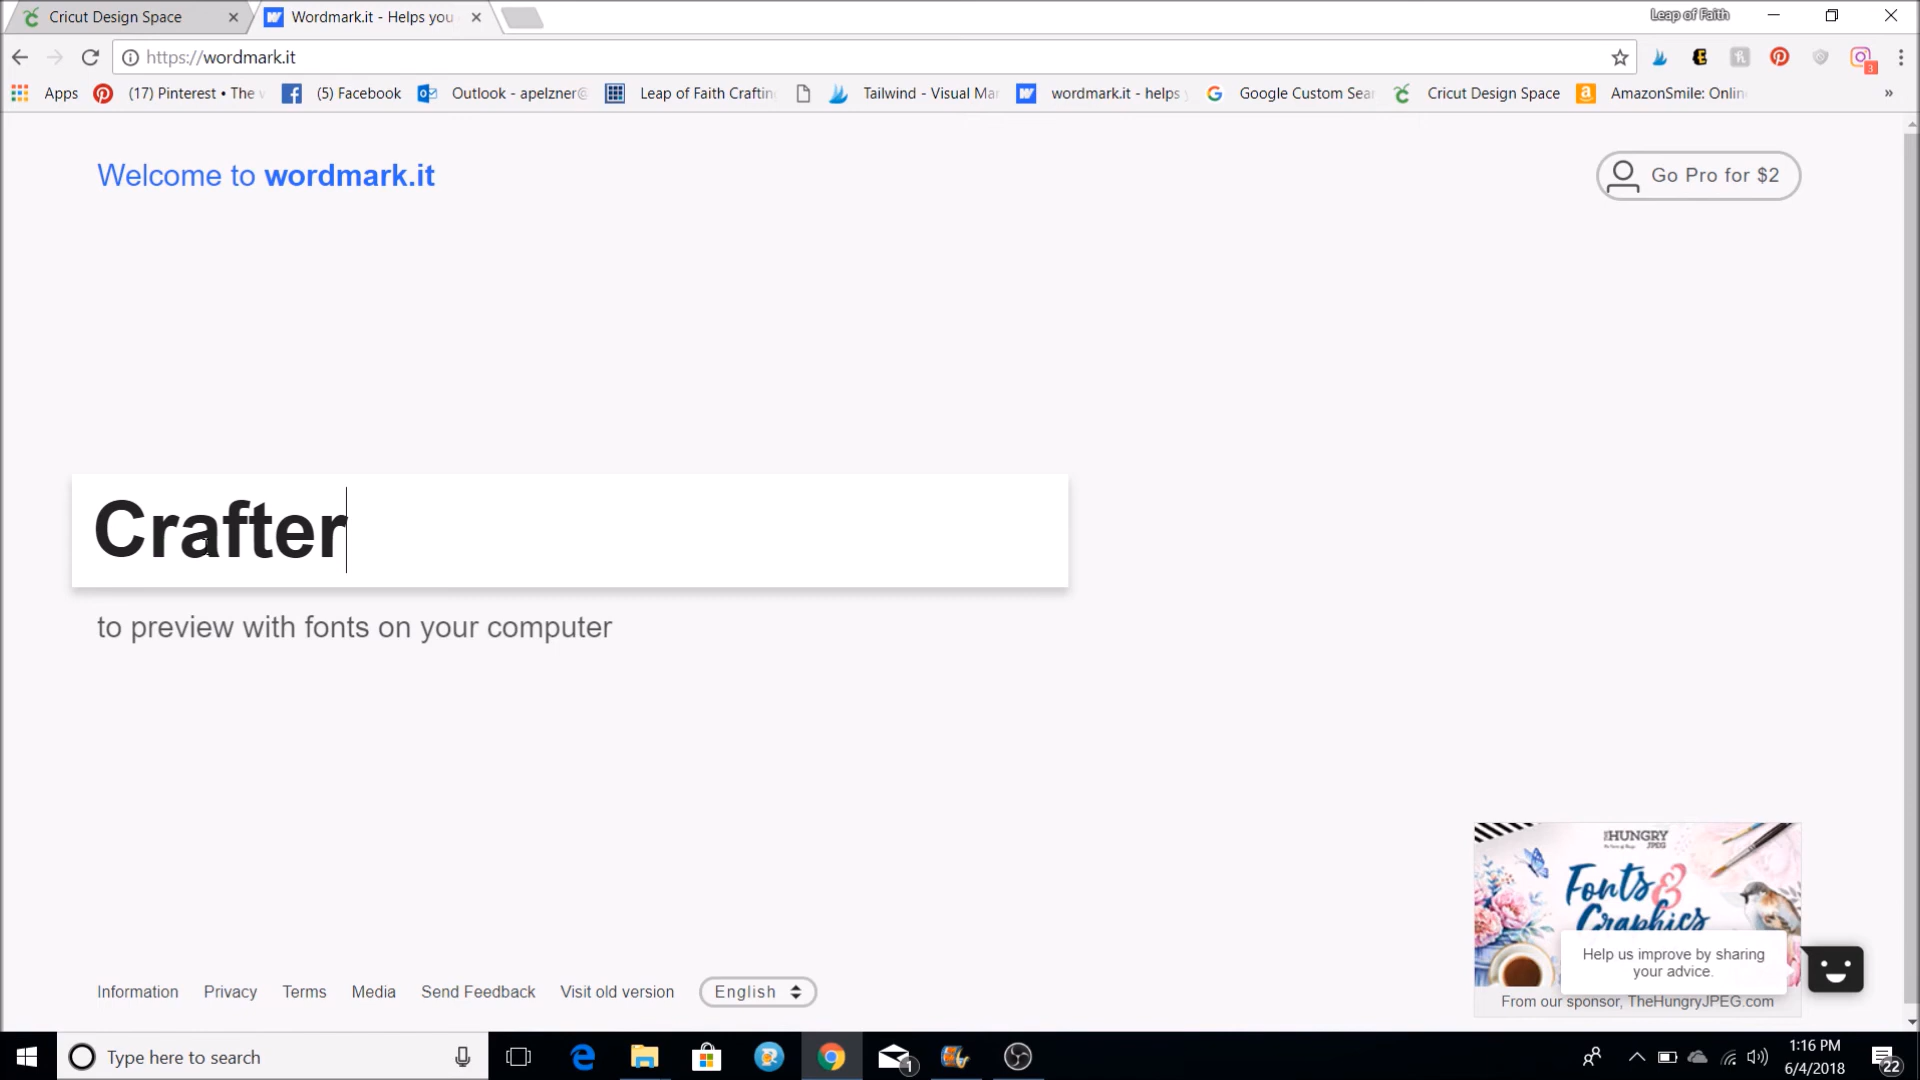 Cricut Design Space
Wordmark.it - Helps you
Leap of Faith
https://wordmark.it
3
Apps
(17) Pinterest • The
(5) Facebook
Outlook - apelzner@
Leap of Faith Craftin
Tailwind - Visual Mar
wordmark.it - helps
Google Custom Sear
Cricut Design Space
AmazonSmile: Onlin
»
Welcome to wordmark.it
Go Pro for $2
Crafter
to preview with fonts on your computer
HUNGRY
JPEG
Fonts &
Graphics
Help us improve by sharing
your advice.
From our sponsor, TheHungryJPEG.com
Information
Privacy
Terms
Media
Send Feedback
Visit old version
English
Type here to search
1
1:16 PM
6/4/2018
22